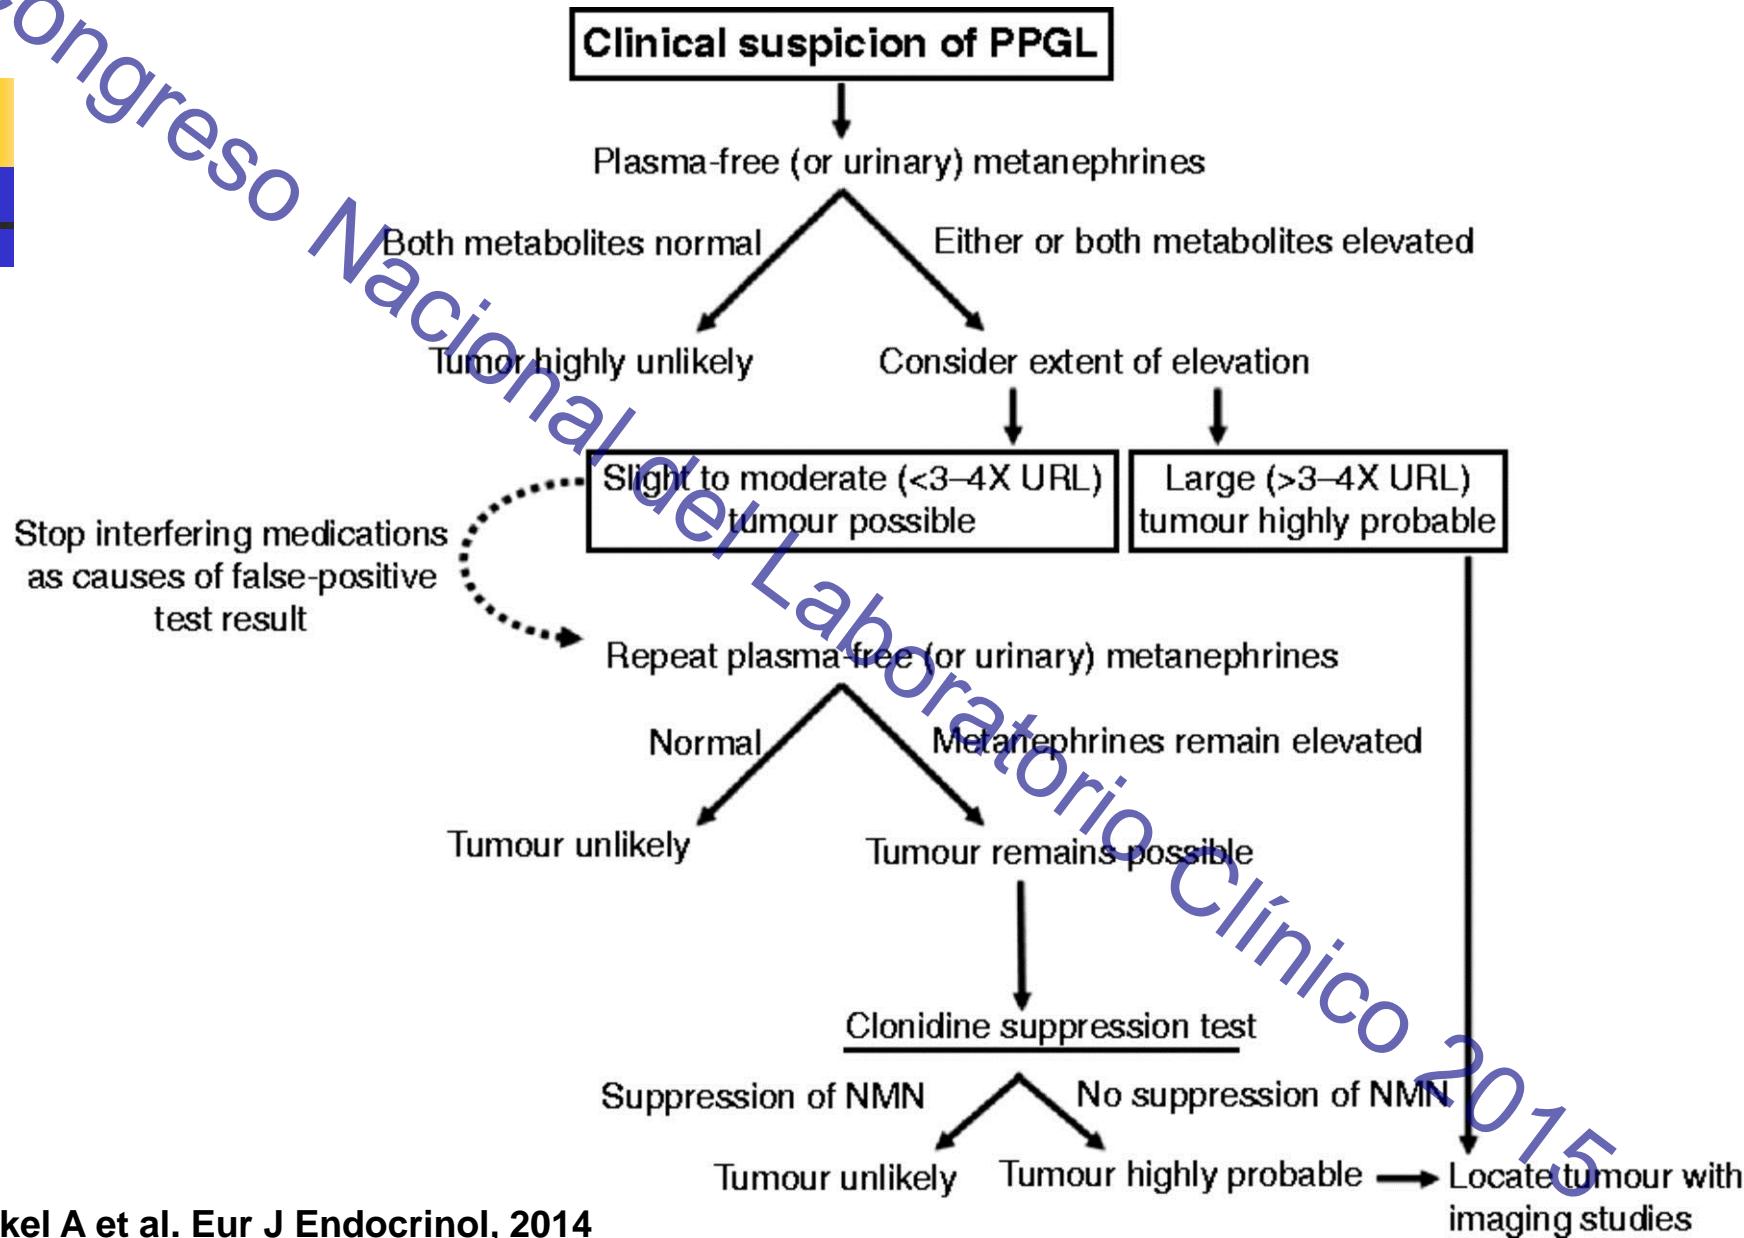 Clinical suspicion of PPGL
Plasma-free (or urinary) metanephrines
Both metabolites normal
Either or both metabolites elevated
Tumor highly unlikely
Consider extent of elevation
Slight to moderate (<3–4X URL)
tumour possible
Large (>3–4X URL)
tumour highly probable
Stop interfering medications
as causes of false-positive
test result
Repeat plasma-free (or urinary) metanephrines
Normal
Metanephrines remain elevated
Tumour unlikely
Tumour remains possible
Clonidine suppression test
Suppression of NMN
No suppression of NMN
Tumour unlikely
Tumour highly probable
Locate tumour with
imaging studies
kel A et al. Eur J Endocrinol, 2014
ongreso Nacional del Laboratorio Clínico 2015